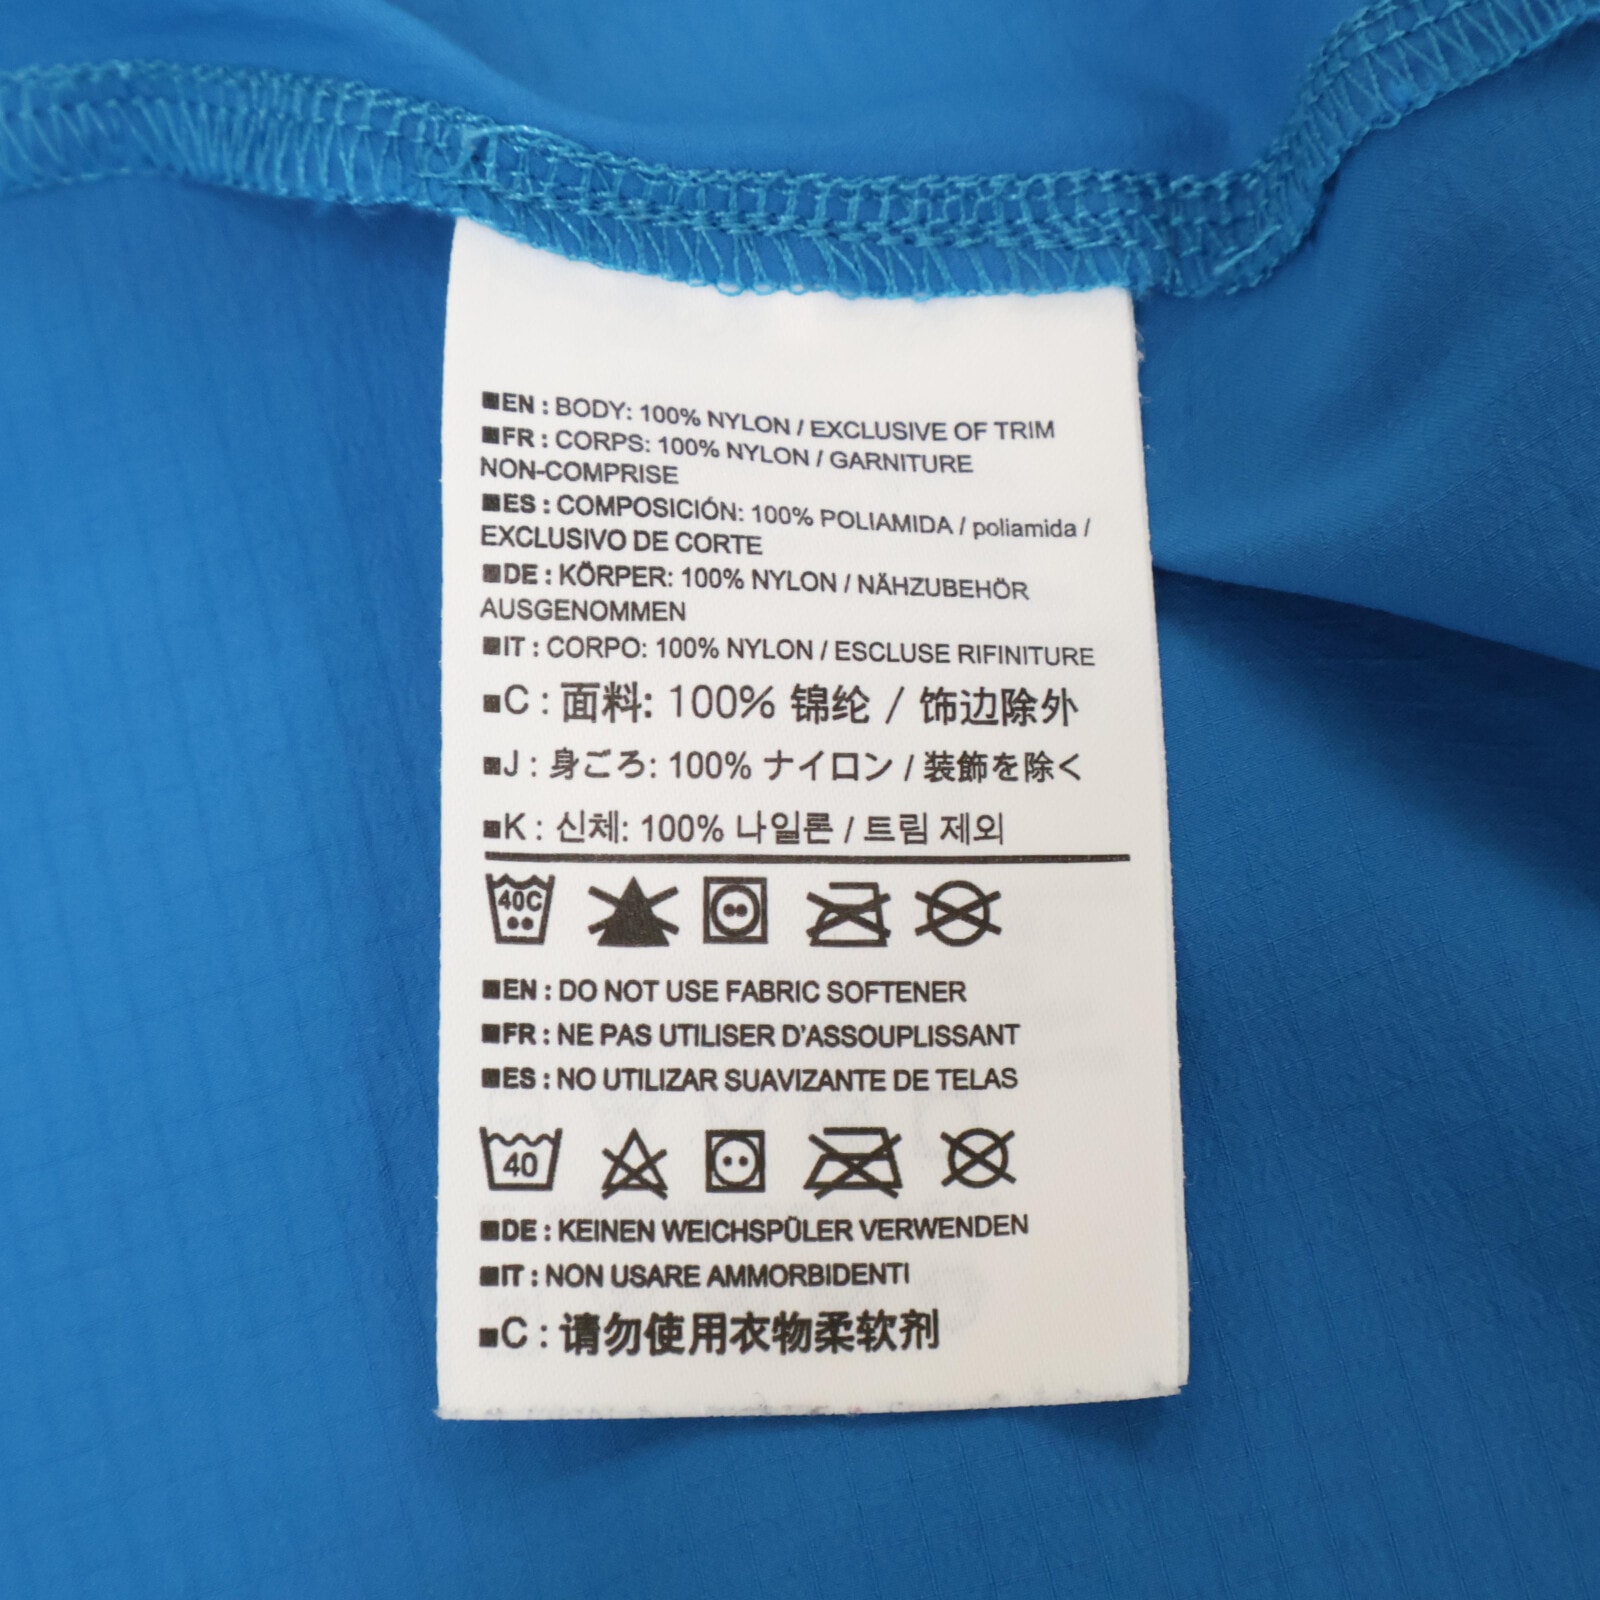 ■EN : BODY: 100% NYLON / EXCLUSIVE OF TRIM
■FR : CORPS: 100% NYLON / GARNITURE
NON-COMPRISE
■ES : COMPOSICIÓN: 100% POLIAMIDA / poliamida /
EXCLUSIVO DE CORTE
■DE : KÖRPER: 100% NYLON / NÄHZUBEHÖR
AUSGENOMMEN
■IT : CORPO: 100% NYLON / ESCLUSE RIFINITURE
■C : 面料: 100% 锦纶 / 饰边除外
■J : 身ごろ: 100% ナイロン / 装飾を除く
■K : 신체: 100% 나일론 / 트림 제외
40C
■EN : DO NOT USE FABRIC SOFTENER
■FR : NE PAS UTILISER D'ASSOUPLISSANT
■ES : NO UTILIZAR SUAVIZANTE DE TELAS
40
■DE : KEINEN WEICHSPÜLER VERWENDEN
■IT : NON USARE AMMORBIDENTI
■C : 请勿使用衣物柔软剂